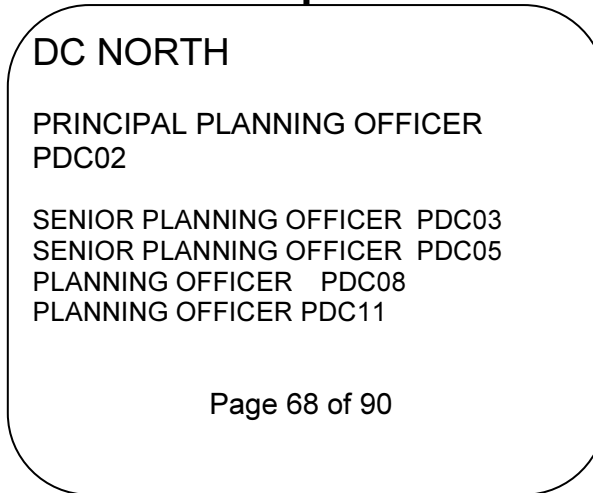 DC NORTH
PRINCIPAL PLANNING OFFICER
PDC02
SENIOR PLANNING OFFICER PDC03
SENIOR PLANNING OFFICER PDC05
PLANNING OFFICER PDC08
PLANNING OFFICER PDC11
Page 68 of 90